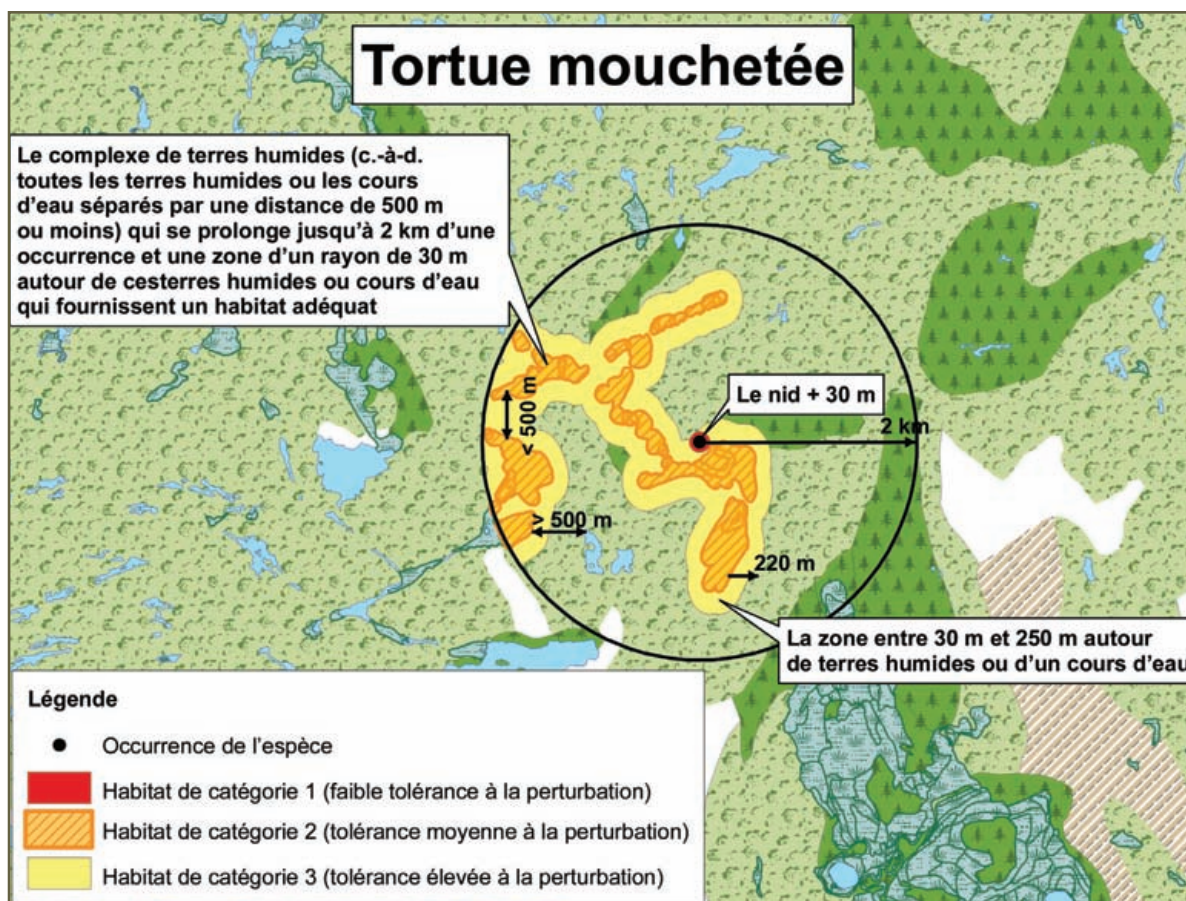 Tortue mouchetée
Le complexe de terres humides (c.-à-d.
toutes les terres humides ou les cours
d'eau séparés par une distance de 500 m
ou moins) qui se prolonge jusqu'à 2 km d'une
occurrence et une zone d'un rayon de 30 m
autour de cesterres humides ou cours d'eau
qui fournissent un habitat adéquat
Le nid + 30 m
2 km
< 500 m
> 500 m
220 m
La zone entre 30 m et 250 m autour
de terres humides ou d'un cours d'eau
Légende
Occurrence de l'espèce
Habitat de catégorie 1 (faible tolérance à la perturbation)
Habitat de catégorie 2 (tolérance moyenne à la perturbation)
Habitat de catégorie 3 (tolérance élevée à la perturbation)